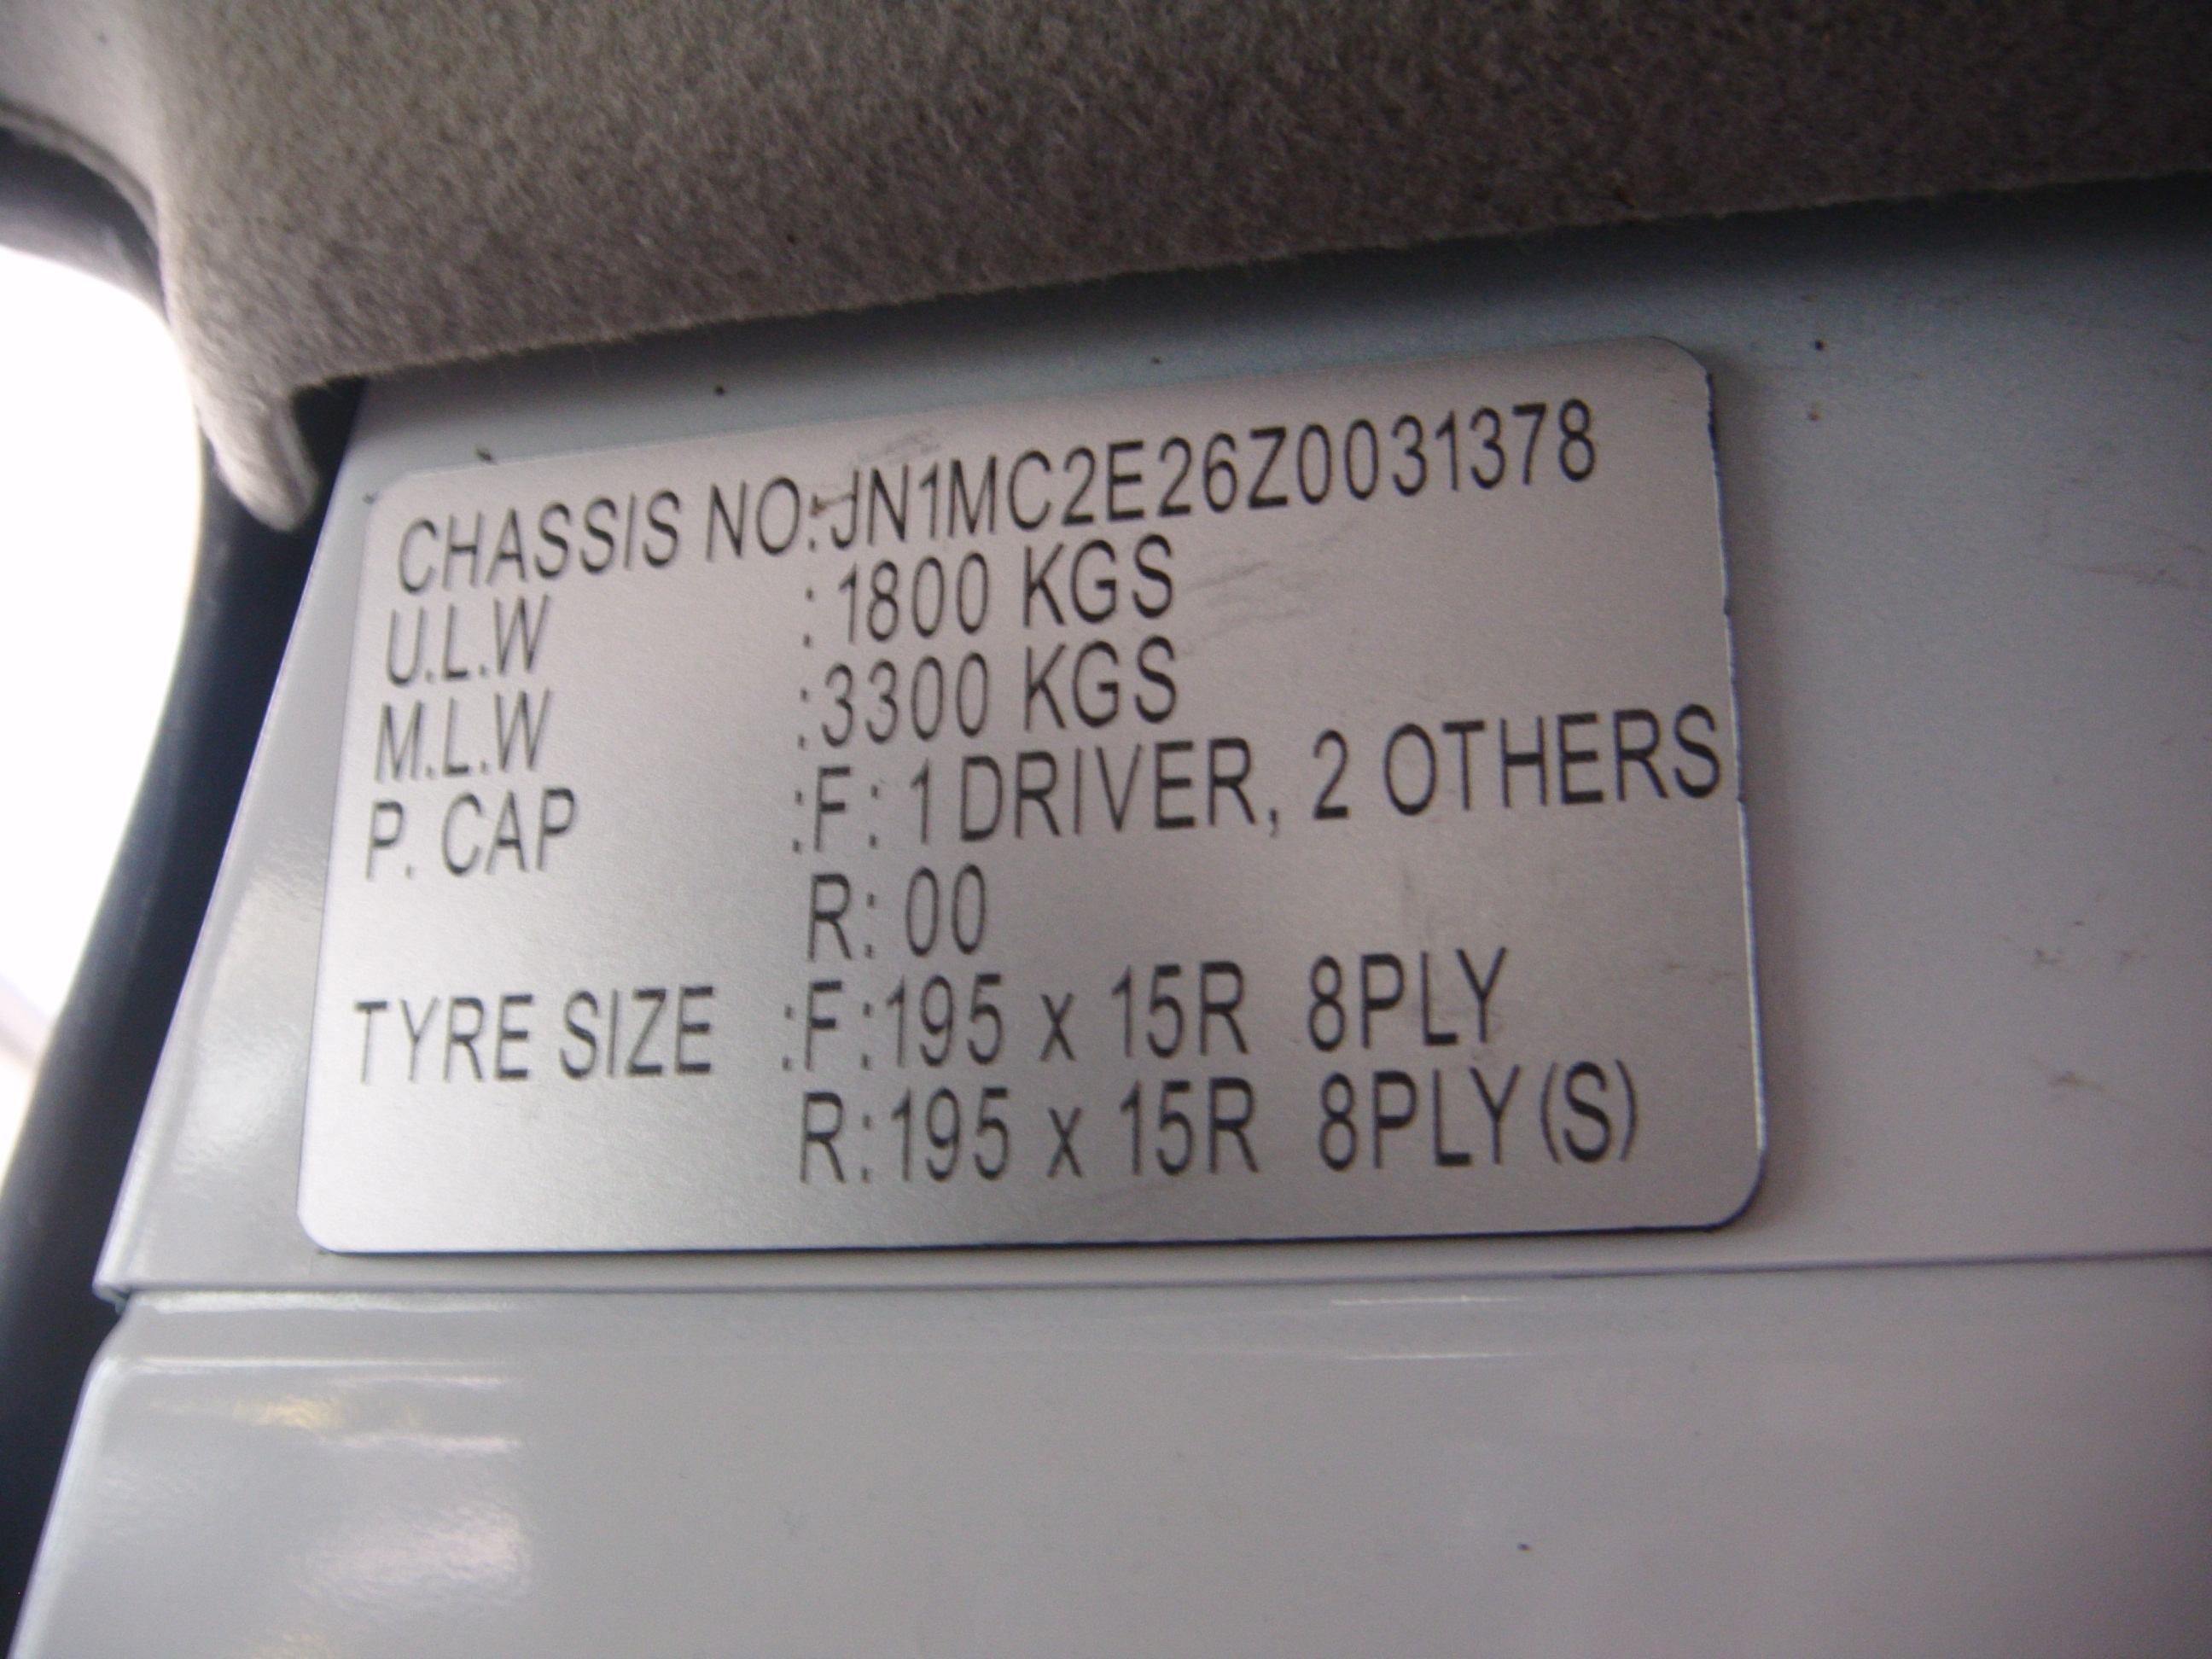 CHASSIS NO:JN1MC2E26Z0031378
U.L.W :1800 KGS
M.L.W :3300 KGS
P. CAP :F: 1 DRIVER, 2 OTHERS
R: 00
TYRE SIZE :F:195 x 15R 8PLY
R:195 x 15R 8PLY(S)